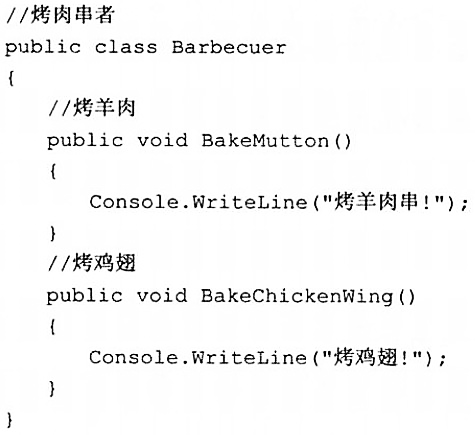 //烤肉串者
public class Barbecuer
{
    //烤羊肉
    public void BakeMutton()
    {
        Console.WriteLine("烤羊肉串!");
    }
    //烤鸡翅
    public void BakeChickenWing()
    {
        Console.WriteLine("烤鸡翅!");
    }
}